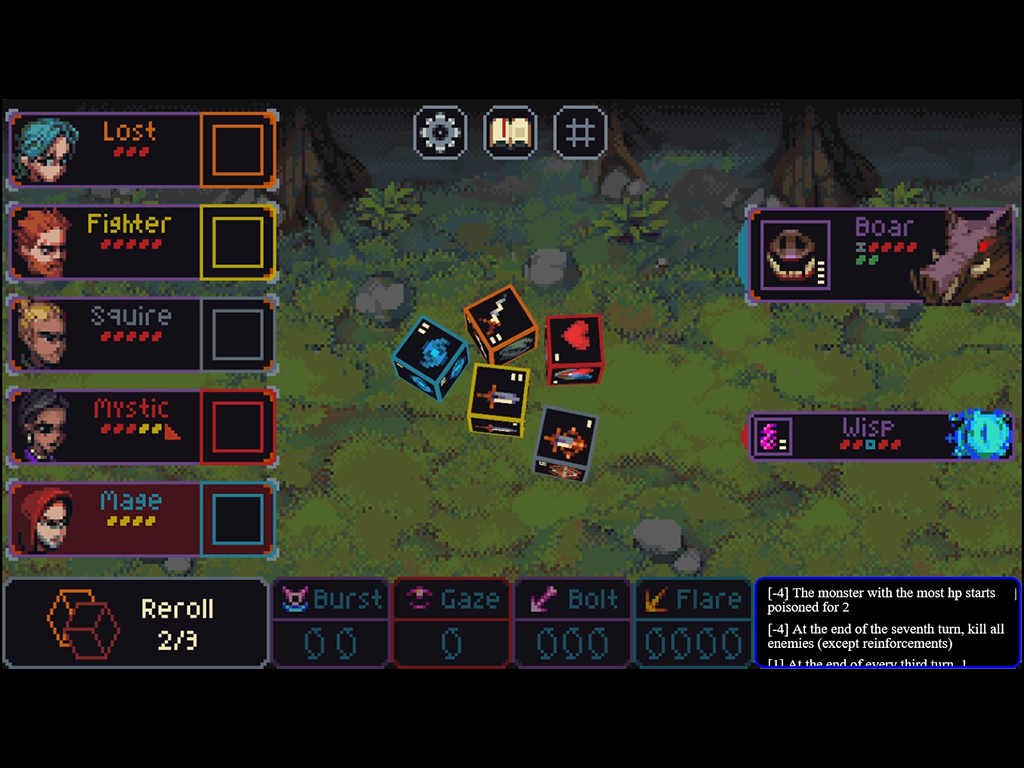 Lost
Fighter
Squire
Mystic
Mage
Boar
Wisp
Reroll
2/3
Burst
Gaze
Bolt
Flare
[-4] The monster with the most hp starts
poisoned for 2
[-4] At the end of the seventh turn, kill all
enemies (except reinforcements)
[1] At the end of every third turn, 1